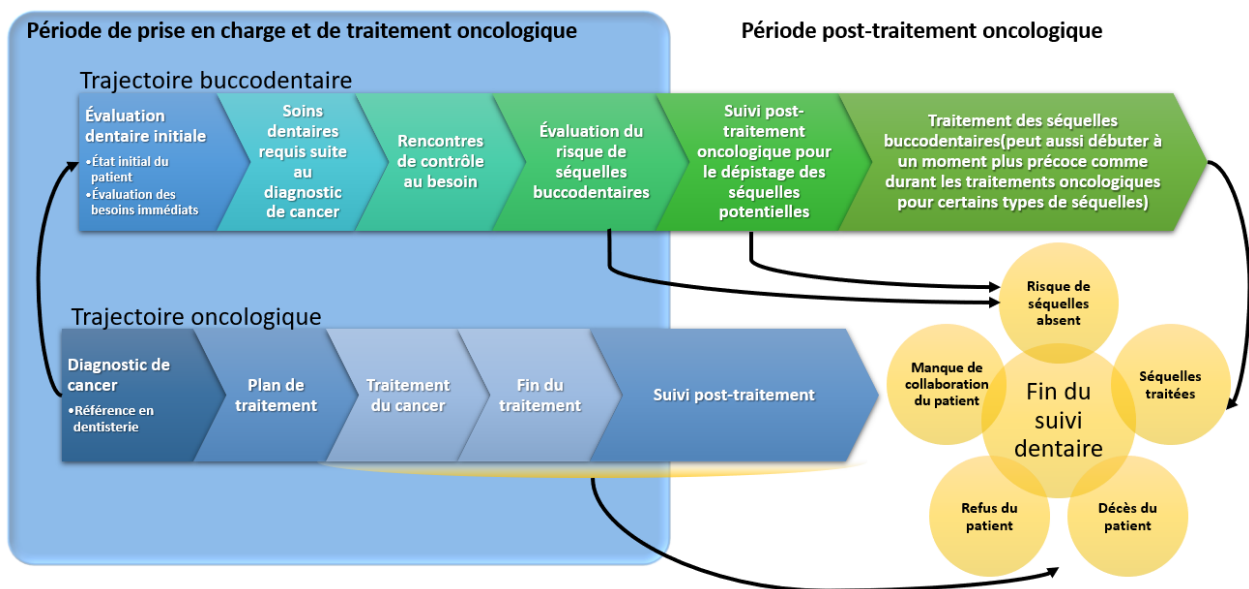 Période de prise en charge et de traitement oncologique
Période post-traitement oncologique
Trajectoire buccodentaire
Évaluation
dentaire initiale
•État initial du
patient
•Évaluation des
besoins immédiats
Soins
dentaires
requis suite
au
diagnostic
de cancer
Rencontres
de contrôle
au besoin
Évaluation du
risque de
séquelles
buccodentaires
Suivi post-
traitement
oncologique pour
le dépistage des
séquelles
potentielles
Traitement des séquelles
buccodentaires(peut aussi débuter à
un moment plus précoce comme
durant les traitements oncologiques
pour certains types de séquelles)
Trajectoire oncologique
Diagnostic de
cancer
•Référence en
dentisterie
Plan de
traitement
Traitement
du cancer
Fin du
traitement
Suivi post-traitement
Risque de
séquelles
absent
Manque de
collaboration
du patient
Fin du
suivi
dentaire
Séquelles
traitées
Refus du
patient
Décès du
patient